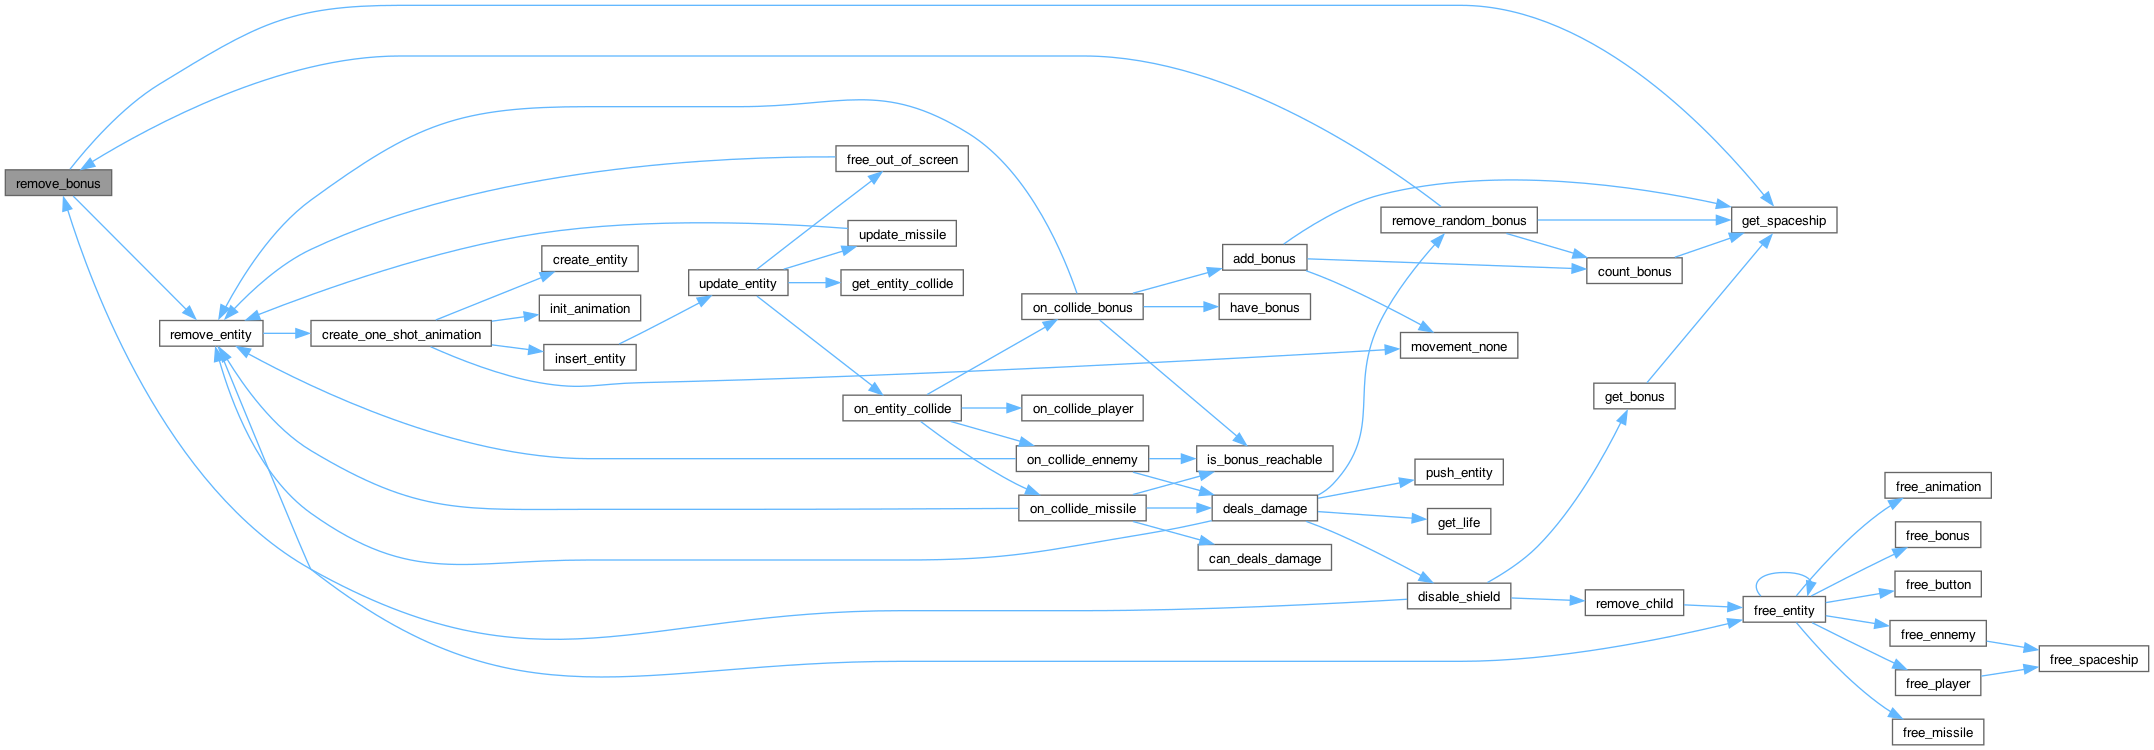 remove_bonus
remove_entity
create_one_shot_animation
create_entity
init_animation
insert_entity
update_entity
free_out_of_screen
update_missile
get_entity_collide
on_entity_collide
on_collide_bonus
on_collide_player
on_collide_ennemy
on_collide_missile
add_bonus
have_bonus
is_bonus_reachable
deals_damage
can_deals_damage
remove_random_bonus
movement_none
push_entity
get_life
disable_shield
count_bonus
get_bonus
remove_child
get_spaceship
free_entity
free_animation
free_bonus
free_button
free_ennemy
free_player
free_missile
free_spaceship